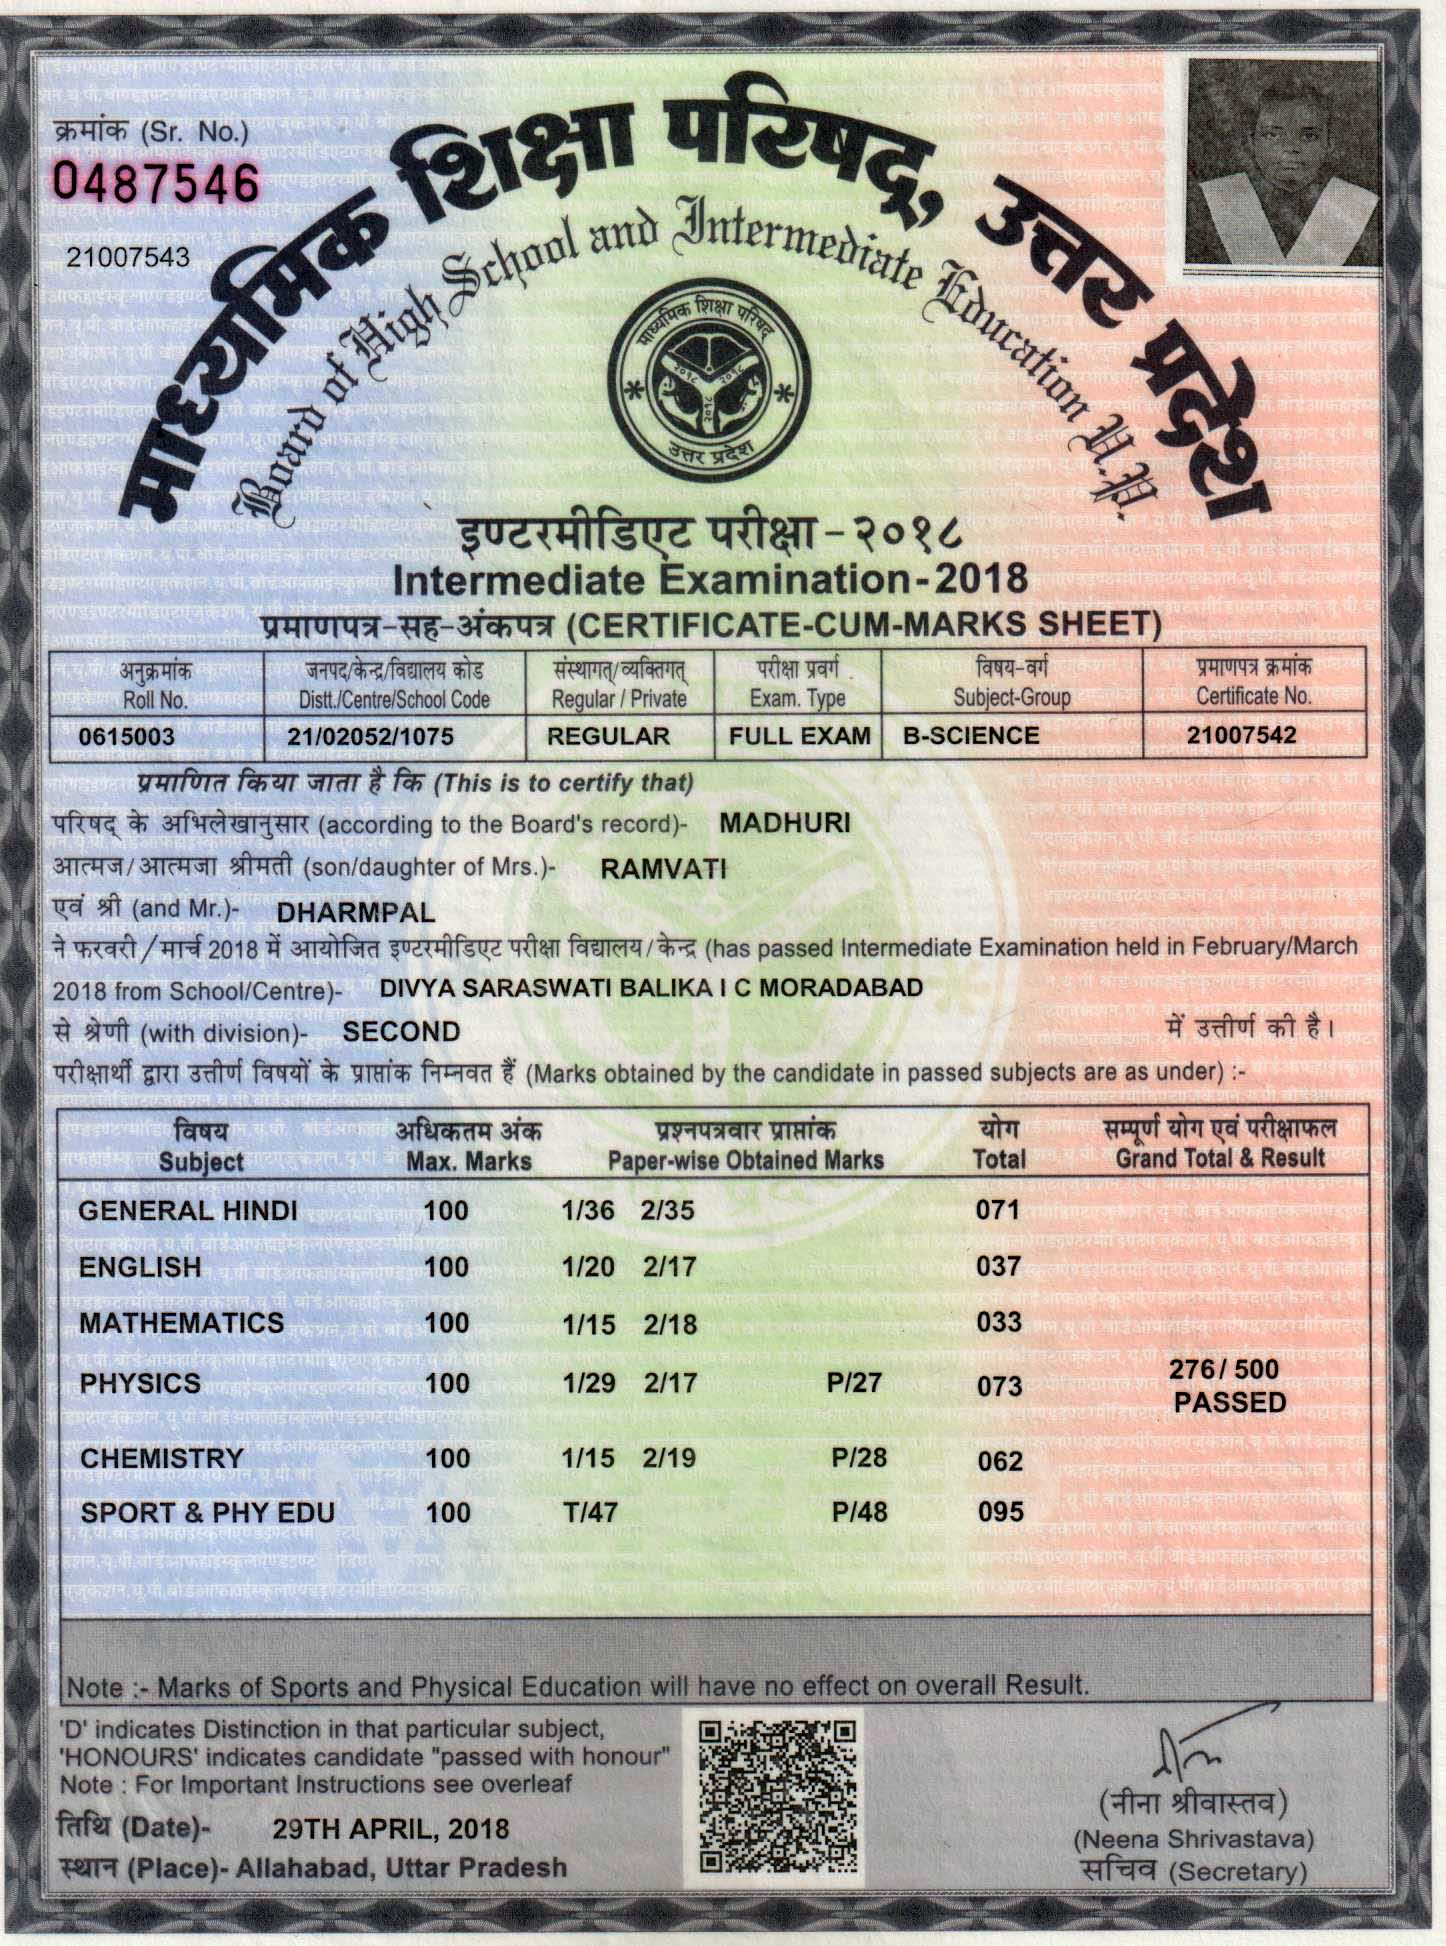 क्रमांक (Sr. No.)
0487546
21007543
माध्यमिक शिक्षा परिषद्, उत्तर प्रदेश
Board of High School and Intermediate Education U.P.
माध्यमिक शिक्षा परिषद्
२०१८ २०१८
२०१८
उत्तर प्रदेश
इण्टरमीडिएट परीक्षा - २०१८
Intermediate Examination - 2018
प्रमाणपत्र-सह-अंकपत्र (CERTIFICATE-CUM-MARKS SHEET)
अनुक्रमांक जनपद/केन्द्र/विद्यालय कोड संस्थागत्/व्यक्तिगत् परीक्षा प्रवर्ग विषय-वर्ग प्रमाणपत्र क्रमांक
Roll No. Distt./Centre/School Code Regular / Private Exam. Type Subject-Group Certificate No.
0615003 21/02052/1075 REGULAR FULL EXAM B-SCIENCE 21007542
प्रमाणित किया जाता है कि (This is to certify that)
परिषद् के अभिलेखानुसार (according to the Board's record)- MADHURI
आत्मज/आत्मजा श्रीमती (son/daughter of Mrs.)- RAMVATI
एवं श्री (and Mr.)- DHARMPAL
ने फरवरी/मार्च 2018 में आयोजित इण्टरमीडिएट परीक्षा विद्यालय/केन्द्र (has passed Intermediate Examination held in February/March
2018 from School/Centre)- DIVYA SARASWATI BALIKA I C MORADABAD
से श्रेणी (with division)- SECOND में उत्तीर्ण की है।
परीक्षार्थी द्वारा उत्तीर्ण विषयों के प्राप्तांक निम्नवत हैं (Marks obtained by the candidate in passed subjects are as under) :-
विषय अधिकतम अंक प्रश्नपत्रवार प्राप्तांक योग सम्पूर्ण योग एवं परीक्षाफल
Subject Max. Marks Paper-wise Obtained Marks Total Grand Total & Result
GENERAL HINDI 100 1/36 2/35 071
ENGLISH 100 1/20 2/17 037
MATHEMATICS 100 1/15 2/18 033
PHYSICS 100 1/29 2/17 P/27 073 276/ 500
PASSED
CHEMISTRY 100 1/15 2/19 P/28 062
SPORT & PHY EDU 100 T/47 P/48 095
Note :- Marks of Sports and Physical Education will have no effect on overall Result.
'D' indicates Distinction in that particular subject,
'HONOURS' indicates candidate "passed with honour"
Note : For Important Instructions see overleaf
तिथि (Date)- 29TH APRIL, 2018
स्थान (Place)- Allahabad, Uttar Pradesh
(नीना श्रीवास्तव)
(Neena Shrivastava)
सचिव (Secretary)